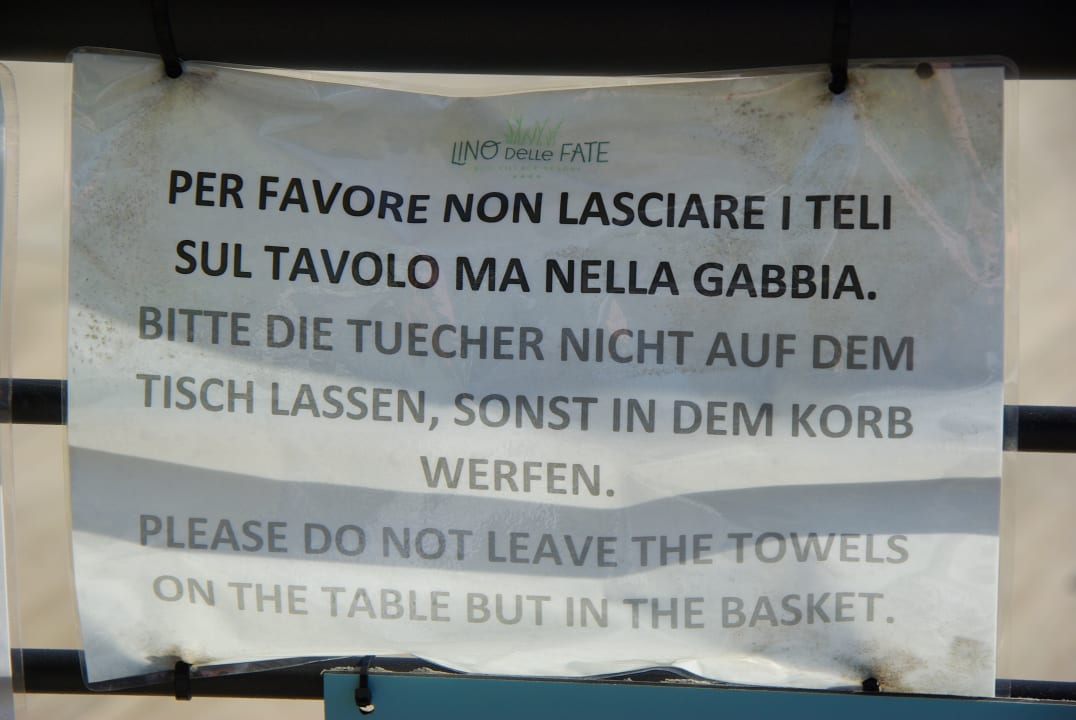 LINO DELLE FATE
PER FAVORE NON LASCIARE I TELI
SUL TAVOLO MA NELLA GABBIA.
BITTE DIE TUECHER NICHT AUF DEM
TISCH LASSEN, SONST IN DEM KORB
WERFEN.
PLEASE DO NOT LEAVE THE TOWELS
ON THE TABLE BUT IN THE BASKET.